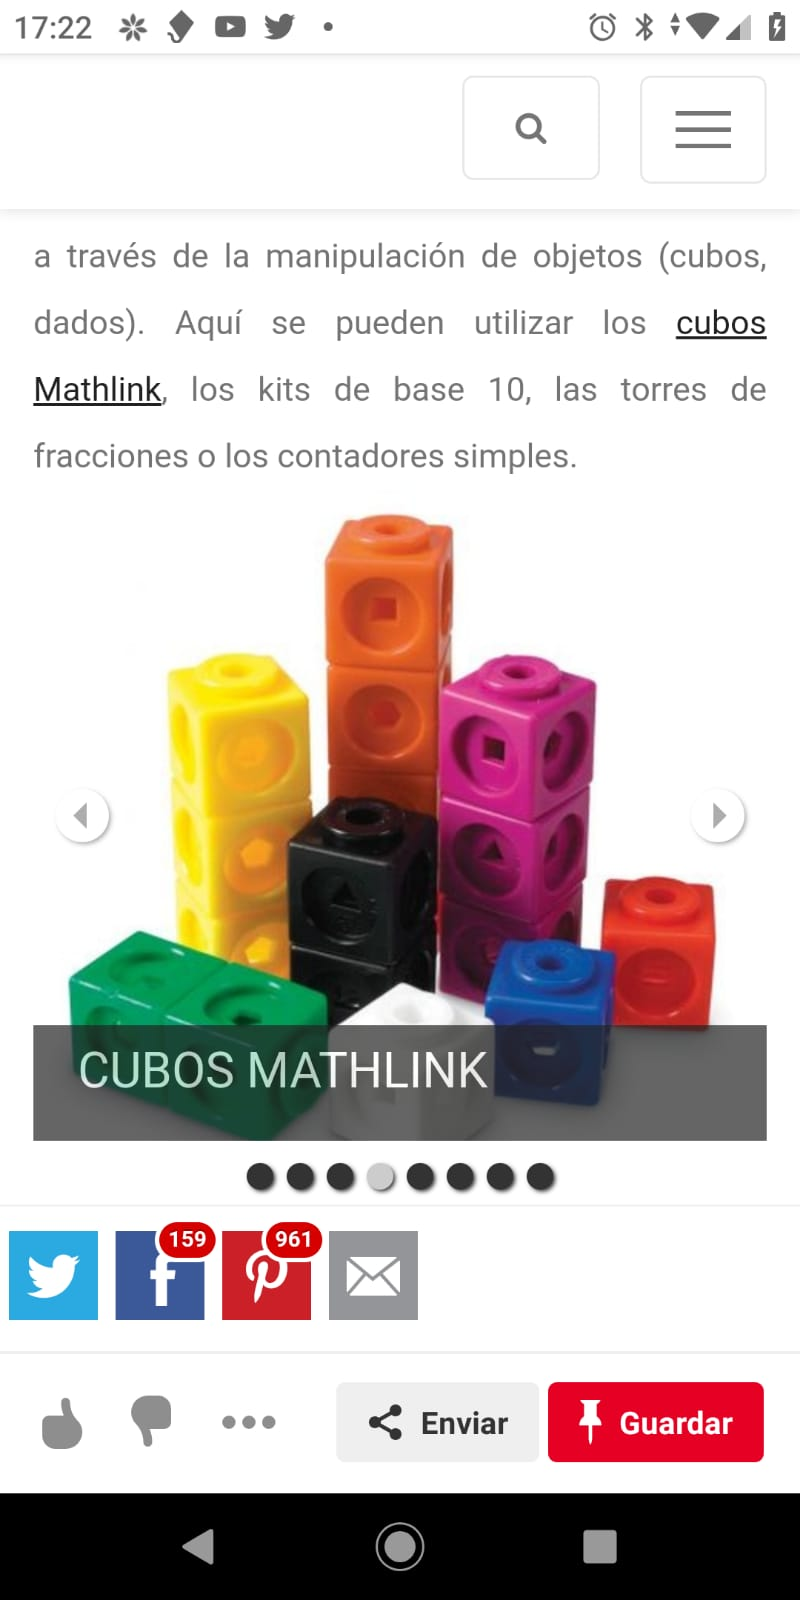 17:22
a través de la manipulación de objetos (cubos,
dados). Aquí se pueden utilizar los cubos
Mathlink, los kits de base 10, las torres de
fracciones o los contadores simples.
CUBOS MATHLINK
159
961
Enviar
Guardar